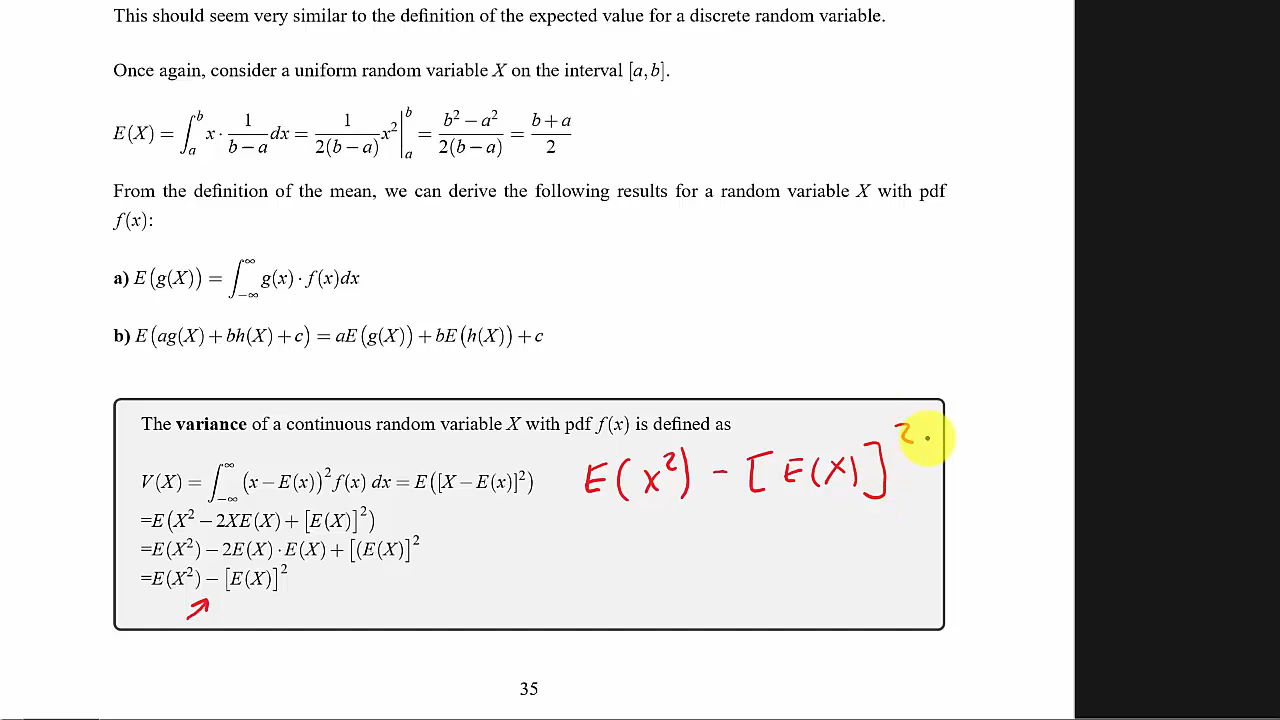 This should seem very similar to the definition of the expected value for a discrete random variable.
Once again, consider a uniform random variable X on the interval [a,b].
E(X) = ∫_a^b x · 1/(b−a) dx = 1/(2(b−a)) x² |_a^b = (b² − a²)/(2(b−a)) = (b+a)/2
From the definition of the mean, we can derive the following results for a random variable X with pdf
f(x):
a) E(g(X)) = ∫_{−∞}^{∞} g(x) · f(x)dx
b) E(ag(X) + bh(X) + c) = aE(g(X)) + bE(h(X)) + c
The variance of a continuous random variable X with pdf f(x) is defined as
V(X) = ∫_{−∞}^{∞} (x − E(x))² f(x) dx = E([X − E(x)]²)
E(X²) − [E(X)]²
=E(X² − 2XE(X) + [E(X)]²)
=E(X²) − 2E(X) · E(X) + [(E(X)]²
=E(X²) − [E(X)]²
35